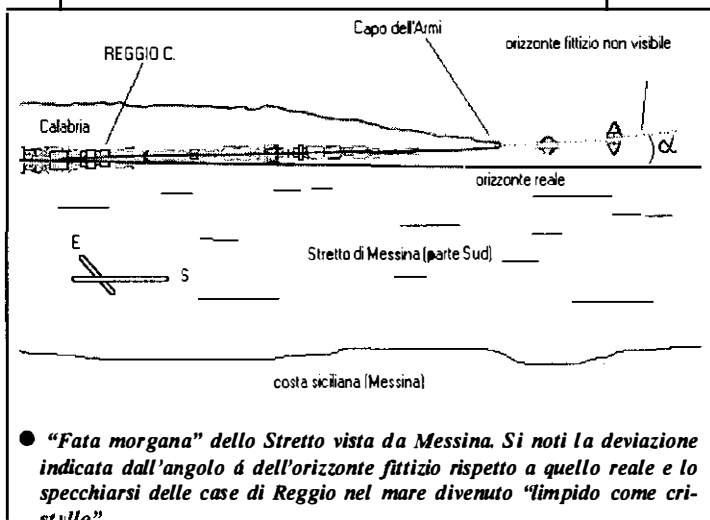 Capo dell'Armi
orizzonte fittizio non visibile
REGGIO C.
Calabria
α
orizzonte reale
E
Stretto di Messina (parte Sud)
S
costa siciliana (Messina)
● "Fata morgana" dello Stretto vista da Messina. Si noti la deviazione
indicata dall'angolo á dell'orizzonte fittizio rispetto a quello reale e lo
specchiarsi delle case di Reggio nel mare divenuto "limpido come cri-